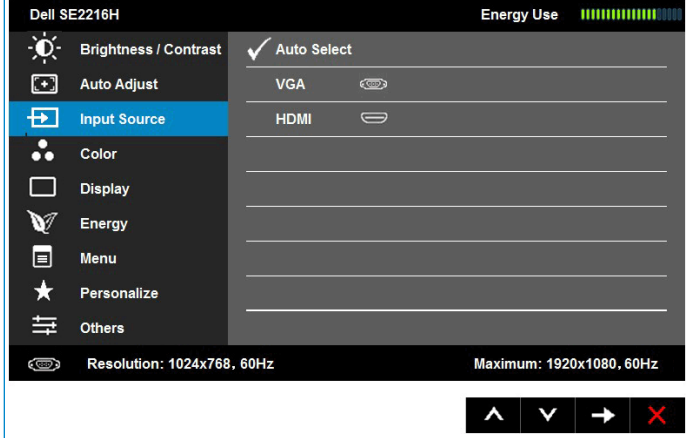 Dell SE2216H Energy Use
Brightness / Contrast Auto Select
Auto Adjust VGA
Input Source HDMI
Color
Display
Energy
Menu
Personalize
Others
Resolution: 1024x768, 60Hz Maximum: 1920x1080, 60Hz